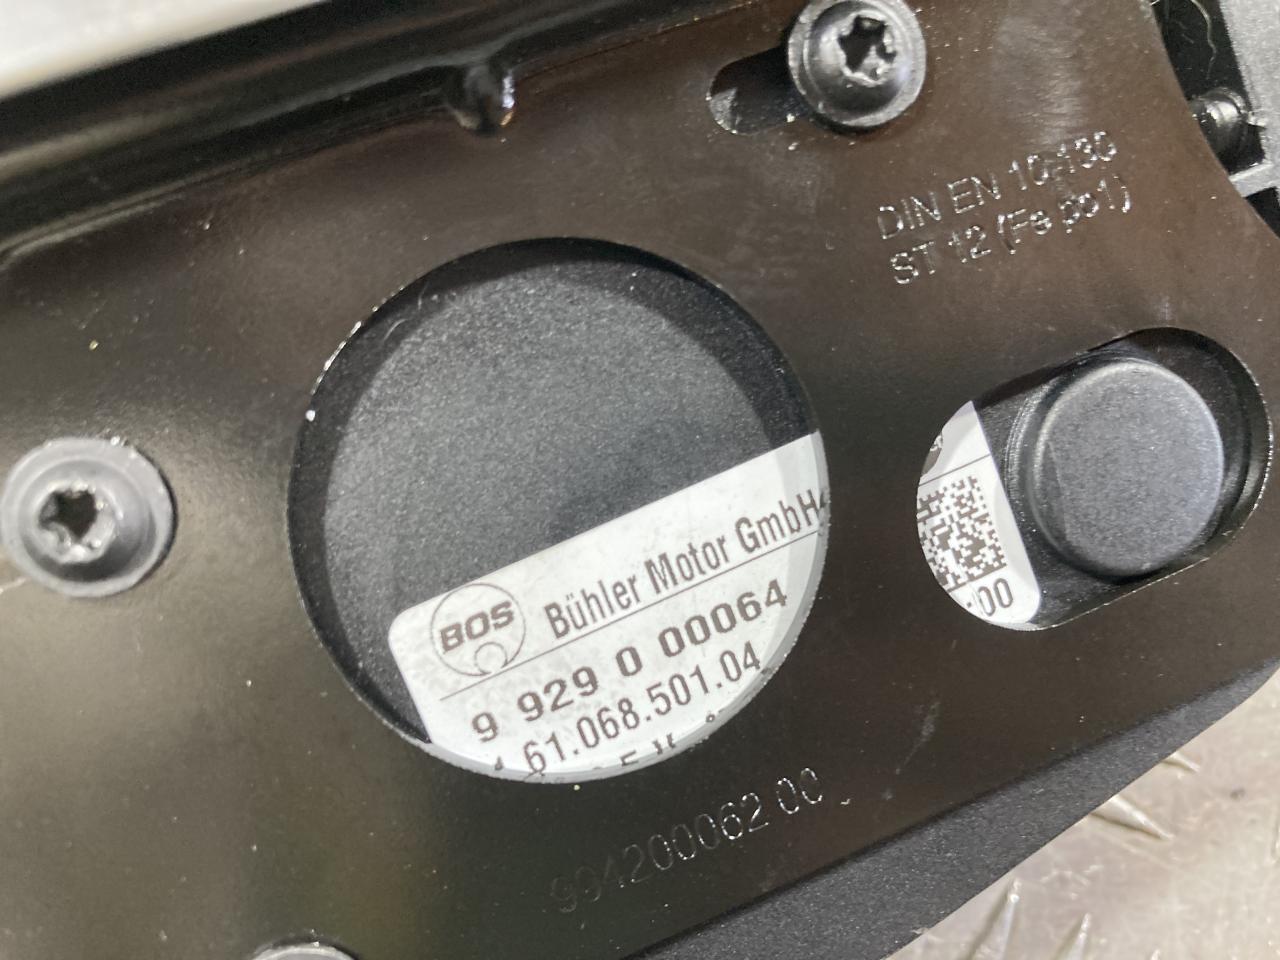 DIN EN 10130
ST 12 (Fe po1)
BOS
Bühler Motor GmbH
9 929 0 00064
61.068.501.04
00
994200062 00